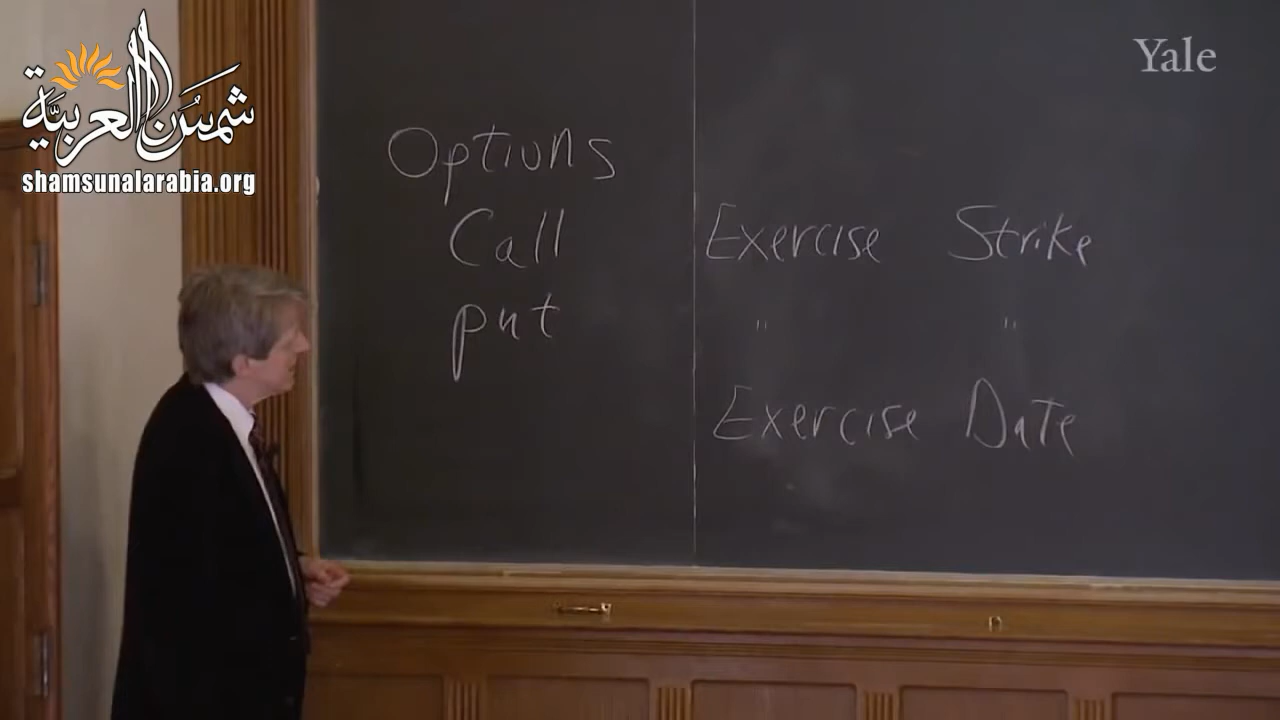 شمس العربية
shamsunalarabia.org
Yale
Options
Call Exercise Strike
put " "
Exercise Date